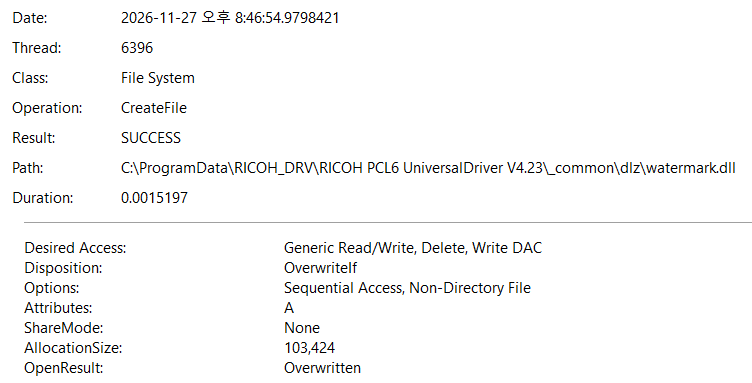 Date: 2026-11-27 오후 8:46:54.9798421
Thread: 6396
Class: File System
Operation: CreateFile
Result: SUCCESS
Path: C:\ProgramData\RICOH_DRV\RICOH PCL6 UniversalDriver V4.23\_common\dlz\watermark.dll
Duration: 0.0015197
Desired Access: Generic Read/Write, Delete, Write DAC
Disposition: OverwriteIf
Options: Sequential Access, Non-Directory File
Attributes: A
ShareMode: None
AllocationSize: 103,424
OpenResult: Overwritten